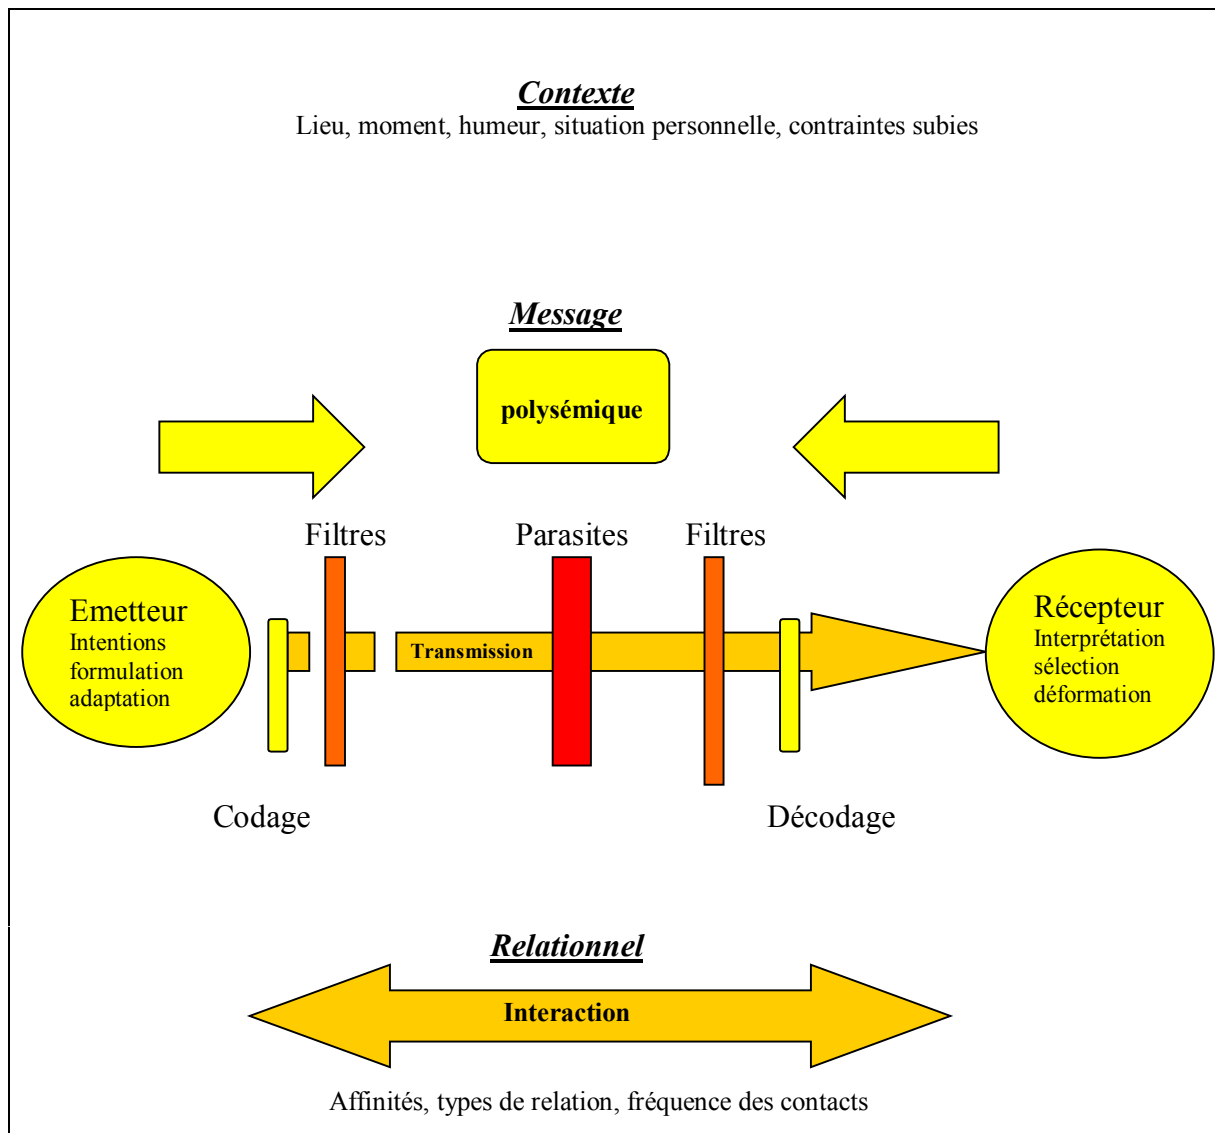 Contexte
Lieu, moment, humeur, situation personnelle, contraintes subies
Message
polysémique
Filtres
Parasites
Filtres
Emetteur
Intentions
formulation
adaptation
Transmission
Récepteur
Interprétation
sélection
déformation
Codage
Décodage
Relationnel
Interaction
Affinités, types de relation, fréquence des contacts